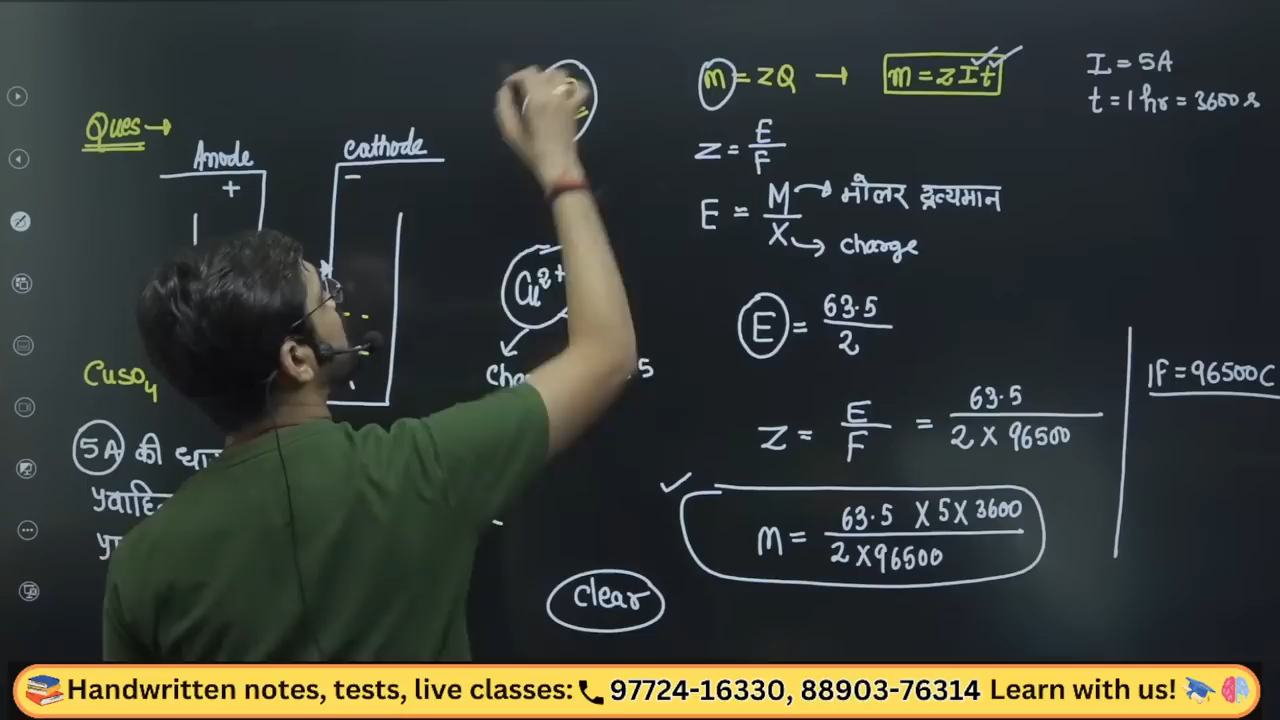 Ques →
Anode
+
Cathode
−
CuSO4
5A की
Cu²⁺
clear
m = ZQ → m = ZIt
Z = E/F
E = M/X
→ मोलर द्रव्यमान
→ charge
E = 63.5/2
Z = E/F = 63.5/2 × 96500
m = 63.5 × 5 × 3600/2 × 96500
I = 5A
t = 1 hr = 3600 s
1F = 96500C
Handwritten notes, tests, live classes: 97724-16330, 88903-76314 Learn with us!